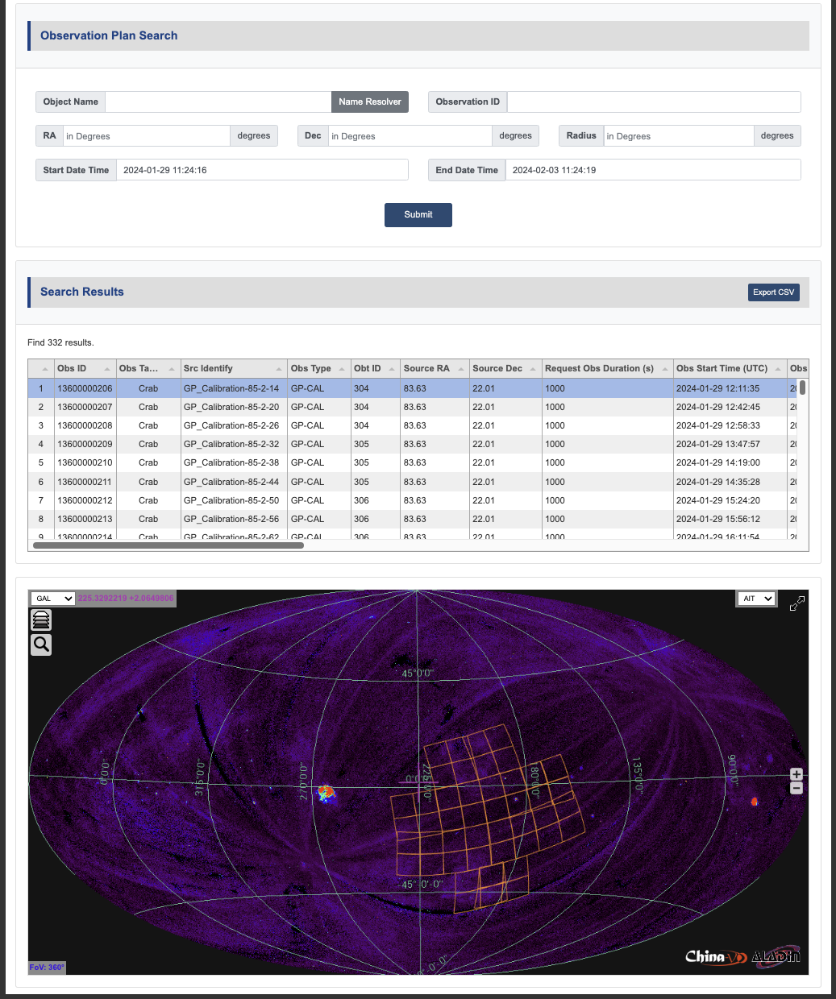 Observation Plan Search
Object Name Name Resolver Observation ID
RA in Degrees degrees Dec in Degrees degrees Radius in Degrees degrees
Start Date Time 2024-01-29 11:24:16 End Date Time 2024-02-03 11:24:19
Submit
Search Results Export CSV
Find 332 results.
Obs ID Obs Ta... Src Identify Obs Type Obt ID Source RA Source Dec Request Obs Duration (s) Obs Start Time (UTC) Obs
1 13600000206 Crab GP_Calibration-85-2-14 GP-CAL 304 83.63 22.01 1000 2024-01-29 12:11:35 20
2 13600000207 Crab GP_Calibration-85-2-20 GP-CAL 304 83.63 22.01 1000 2024-01-29 12:42:45 20
3 13600000208 Crab GP_Calibration-85-2-26 GP-CAL 304 83.63 22.01 1000 2024-01-29 12:58:33 20
4 13600000209 Crab GP_Calibration-85-2-32 GP-CAL 305 83.63 22.01 1000 2024-01-29 13:47:57 20
5 13600000210 Crab GP_Calibration-85-2-38 GP-CAL 305 83.63 22.01 1000 2024-01-29 14:19:00 20
6 13600000211 Crab GP_Calibration-85-2-44 GP-CAL 305 83.63 22.01 1000 2024-01-29 14:35:28 20
7 13600000212 Crab GP_Calibration-85-2-50 GP-CAL 306 83.63 22.01 1000 2024-01-29 15:24:20 20
8 13600000213 Crab GP_Calibration-85-2-56 GP-CAL 306 83.63 22.01 1000 2024-01-29 15:56:12 20
9 13600000214 Crab GP_Calibration-85-2-62 GP-CAL 306 83.63 22.01 1000 2024-01-29 16:11:54 20
GAL 225.3292219 +2.0649806 AIT
45°0'0"
0°0'0" 315°0'0" 270°0'0" 225°0'0" 180°0'0" 135°0'0" 90°0'0"
-45°-0'-0"
FoV: 360°
China-VO ALADIN